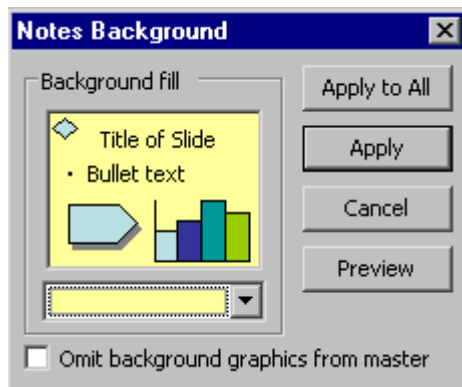 Notes Background
Background fill
Title of Slide
• Bullet text
Apply to All
Apply
Cancel
Preview
Omit background graphics from master